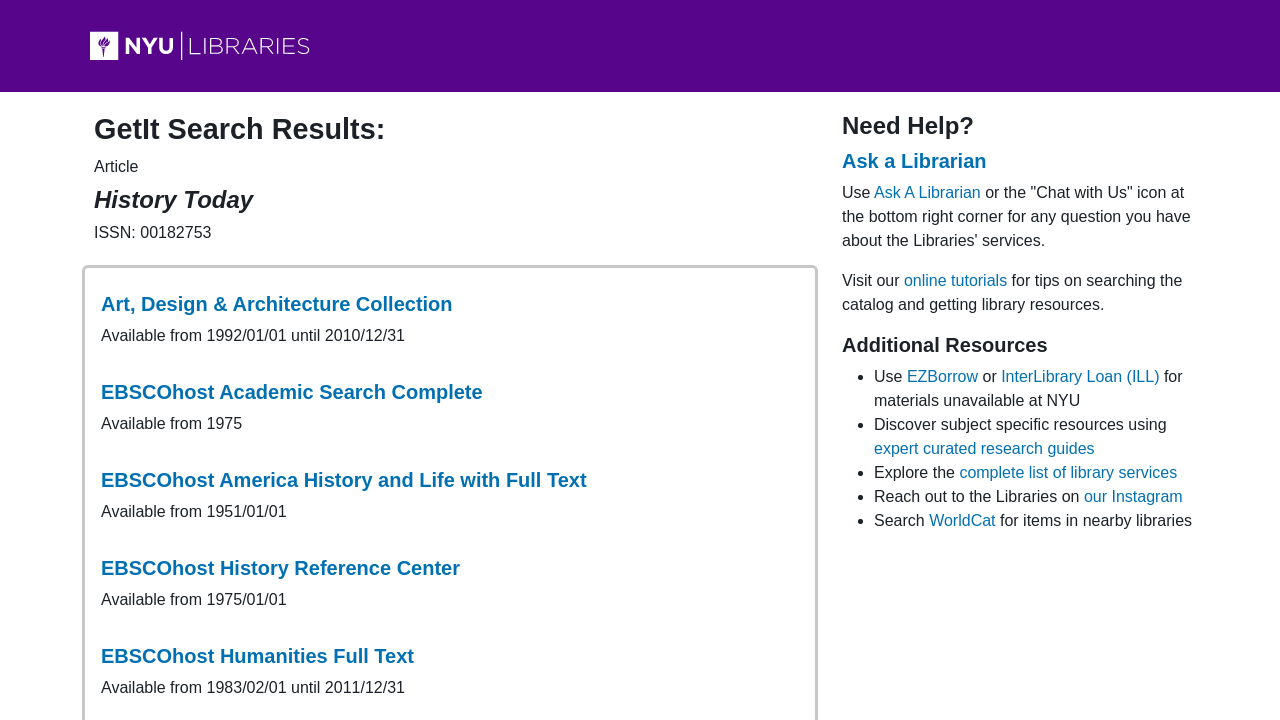 NYU LIBRARIES
GetIt Search Results:
Article
History Today
ISSN: 00182753
Art, Design & Architecture Collection
Available from 1992/01/01 until 2010/12/31
EBSCOhost Academic Search Complete
Available from 1975
EBSCOhost America History and Life with Full Text
Available from 1951/01/01
EBSCOhost History Reference Center
Available from 1975/01/01
EBSCOhost Humanities Full Text
Available from 1983/02/01 until 2011/12/31
Need Help?
Ask a Librarian
Use Ask A Librarian or the "Chat with Us" icon at
the bottom right corner for any question you have
about the Libraries' services.
Visit our online tutorials for tips on searching the
catalog and getting library resources.
Additional Resources
• Use EZBorrow or InterLibrary Loan (ILL) for
materials unavailable at NYU
• Discover subject specific resources using
expert curated research guides
• Explore the complete list of library services
• Reach out to the Libraries on our Instagram
• Search WorldCat for items in nearby libraries